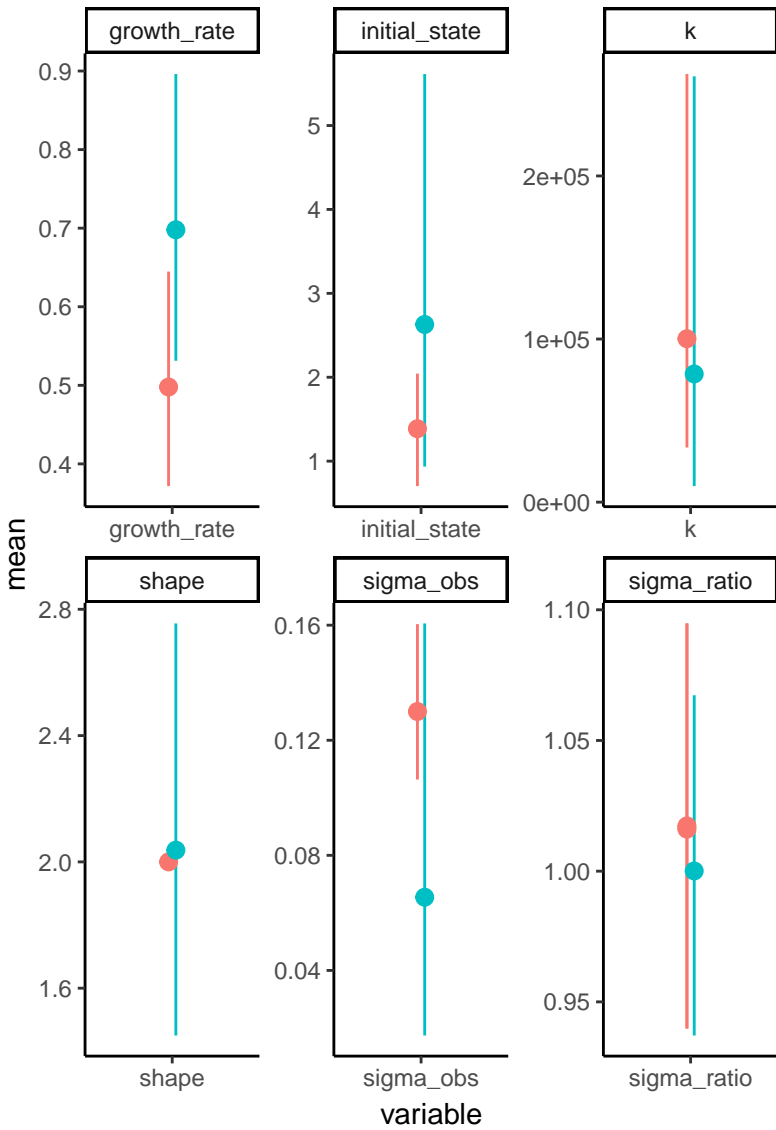 growth_rate
initial_state
k
0.9
0.8
0.7
0.6
0.5
0.4
5
4
3
2
1
2e+05
1e+05
0e+00
growth_rate
initial_state
k
mean
shape
sigma_obs
sigma_ratio
2.8
2.4
2.0
1.6
0.16
0.12
0.08
0.04
1.10
1.05
1.00
0.95
shape
sigma_obs
sigma_ratio
variable